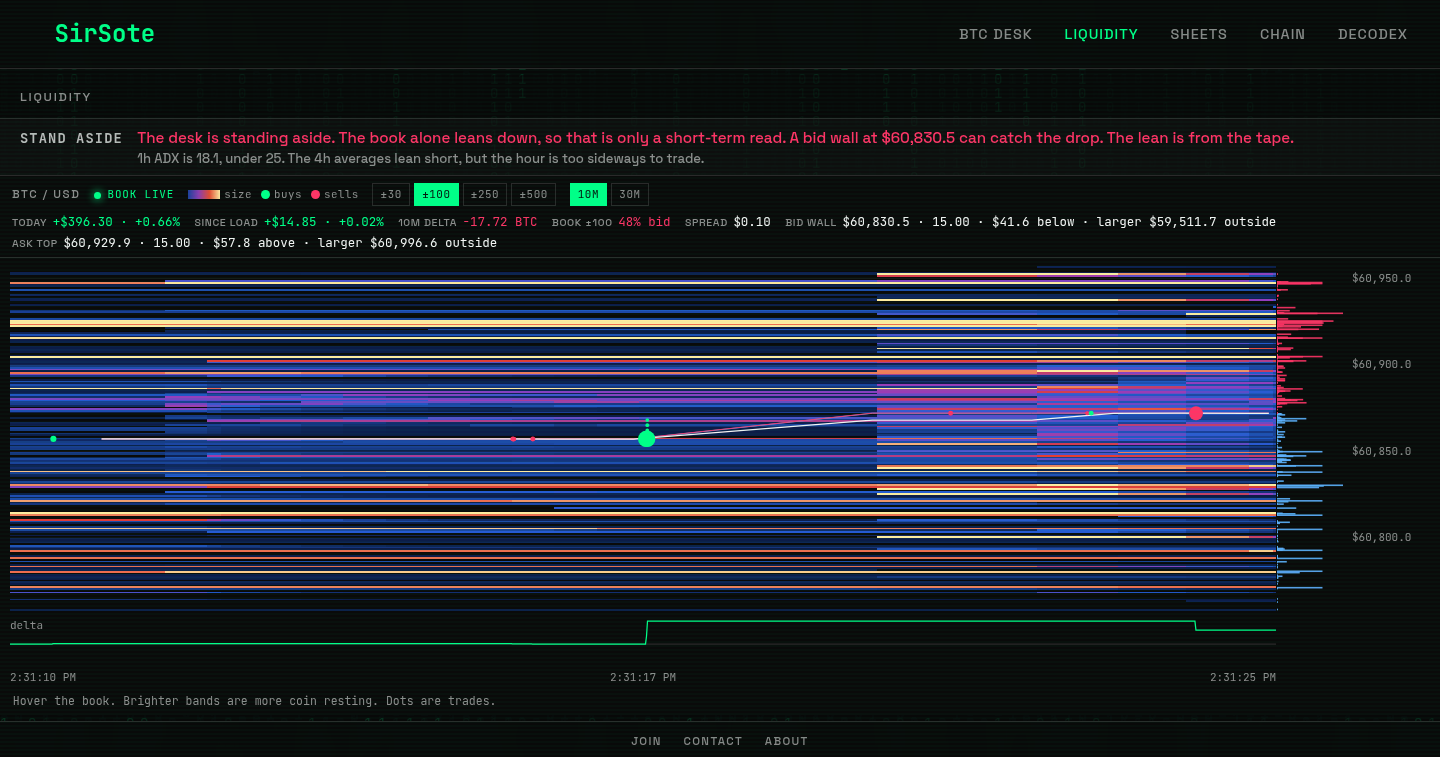 SirSote
BTC DESK LIQUIDITY SHEETS CHAIN DECODEX
LIQUIDITY
STAND ASIDE The desk is standing aside. The book alone leans down, so that is only a short-term read. A bid wall at $60,830.5 can catch the drop. The lean is from the tape.
1h ADX is 18.1, under 25. The 4h averages lean short, but the hour is too sideways to trade.
BTC / USD BOOK LIVE size buys sells ±30 ±100 ±250 ±500 10M 30M
TODAY +$396.30 · +0.66% SINCE LOAD +$14.85 · +0.02% 10M DELTA -17.72 BTC BOOK ±100 48% bid SPREAD $0.10 BID WALL $60,830.5 · 15.00 · $41.6 below · larger $59,511.7 outside
ASK TOP $60,929.9 · 15.00 · $57.8 above · larger $60,996.6 outside
$60,950.0
$60,900.0
$60,850.0
$60,800.0
delta
2:31:10 PM 2:31:17 PM 2:31:25 PM
Hover the book. Brighter bands are more coin resting. Dots are trades.
JOIN CONTACT ABOUT